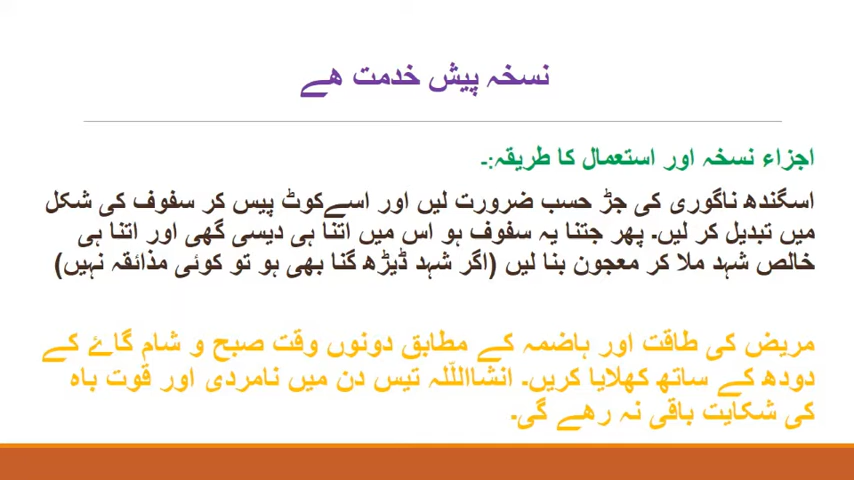 نسخہ پیش خدمت ھے
اجزاء نسخہ اور استعمال کا طریقہ:۔
اسگندھ ناگوری کی جڑ حسب ضرورت لیں اور اسےکوٹ پیس کر سفوف کی شکل
میں تبدیل کر لیں۔ پھر جتنا یہ سفوف ہو اس میں اتنا ہی دیسی گھی اور اتنا ہی
خالص شہد ملا کر معجون بنا لیں (اگر شہد ڈیڑھ گنا بھی ہو تو کوئی مذائقہ نہیں)
مریض کی طاقت اور ہاضمہ کے مطابق دونوں وقت صبح و شام گاۓ کے
دودھ کے ساتھ کھلایا کریں۔ انشااللّلہ تیس دن میں نامردی اور قوت باہ
کی شکایت باقی نہ رھے گی۔